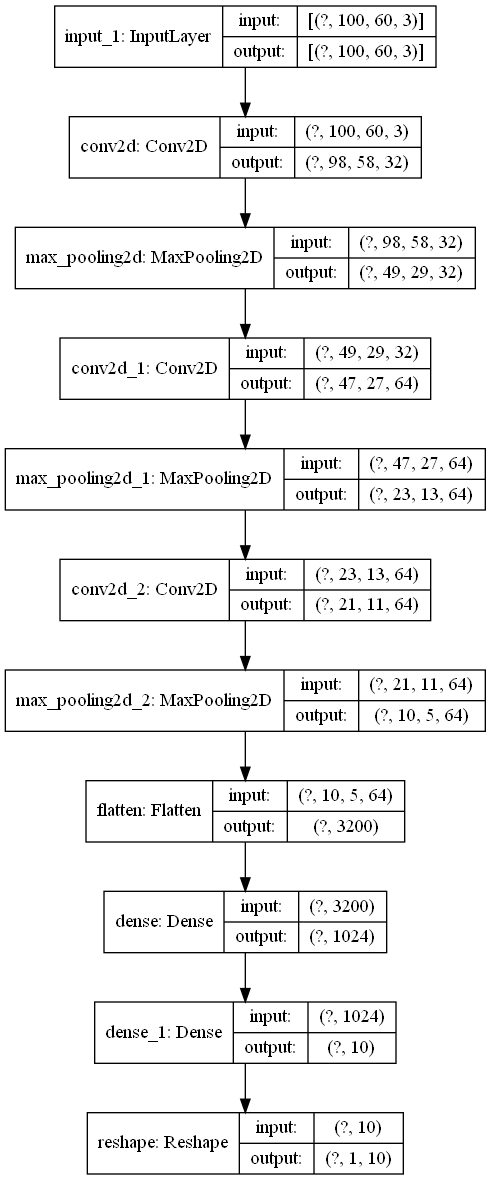 input_1: InputLayer
input: [(?, 100, 60, 3)]
output: [(?, 100, 60, 3)]
conv2d: Conv2D
input: (?, 100, 60, 3)
output: (?, 98, 58, 32)
max_pooling2d: MaxPooling2D
input: (?, 98, 58, 32)
output: (?, 49, 29, 32)
conv2d_1: Conv2D
input: (?, 49, 29, 32)
output: (?, 47, 27, 64)
max_pooling2d_1: MaxPooling2D
input: (?, 47, 27, 64)
output: (?, 23, 13, 64)
conv2d_2: Conv2D
input: (?, 23, 13, 64)
output: (?, 21, 11, 64)
max_pooling2d_2: MaxPooling2D
input: (?, 21, 11, 64)
output: (?, 10, 5, 64)
flatten: Flatten
input: (?, 10, 5, 64)
output: (?, 3200)
dense: Dense
input: (?, 3200)
output: (?, 1024)
dense_1: Dense
input: (?, 1024)
output: (?, 10)
reshape: Reshape
input: (?, 10)
output: (?, 1, 10)